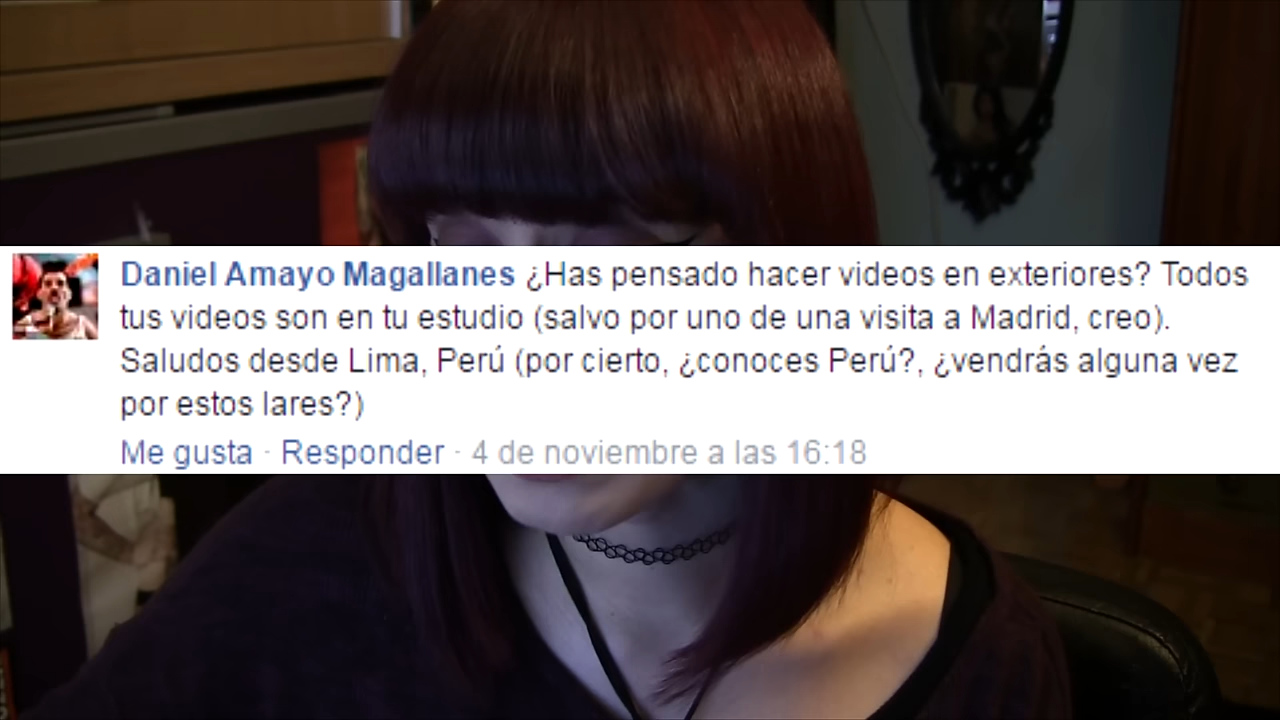 Daniel Amayo Magallanes ¿Has pensado hacer videos en exteriores? Todos
tus videos son en tu estudio (salvo por uno de una visita a Madrid, creo).
Saludos desde Lima, Perú (por cierto, ¿conoces Perú?, ¿vendrás alguna vez
por estos lares?)
Me gusta · Responder · 4 de noviembre a las 16:18